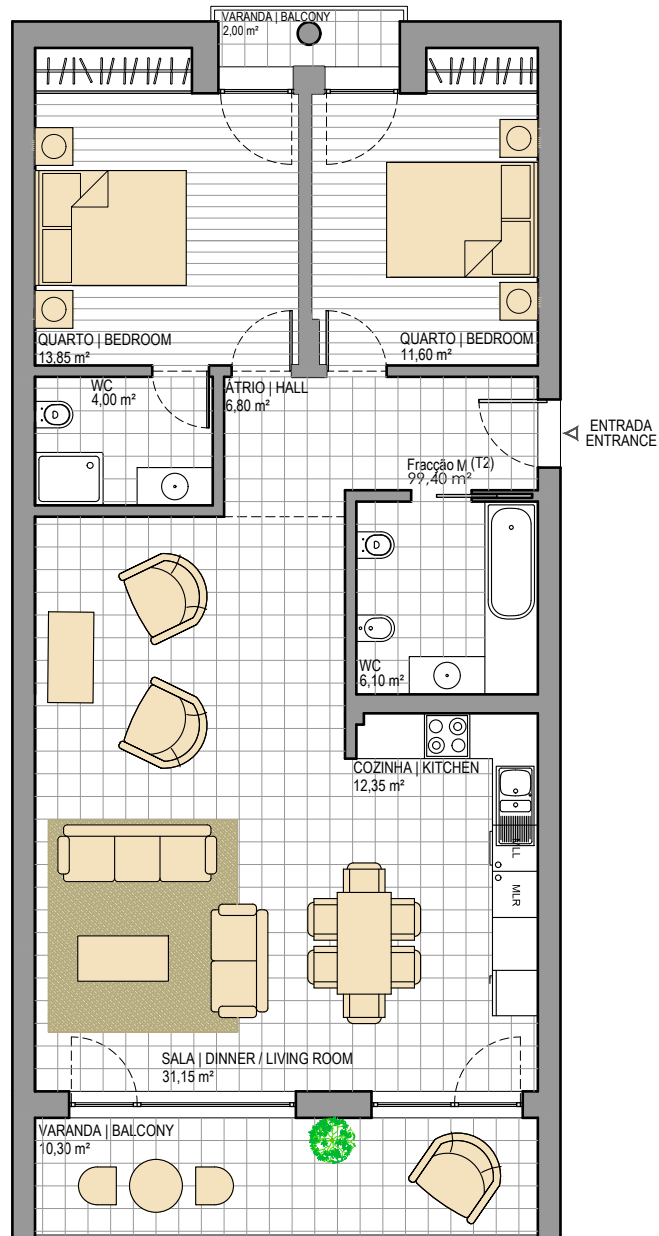 VARANDA | BALCONY
2,00 m²
QUARTO | BEDROOM
13,85 m²
QUARTO | BEDROOM
11,60 m²
WC
4,00 m²
ÁTRIO | HALL
6,80 m²
ENTRADA
ENTRANCE
Fracção M (T2)
99,40 m²
WC
6,10 m²
COZINHA | KITCHEN
12,35 m²
MLL
MLR
SALA | DINNER / LIVING ROOM
31,15 m²
VARANDA | BALCONY
10,30 m²